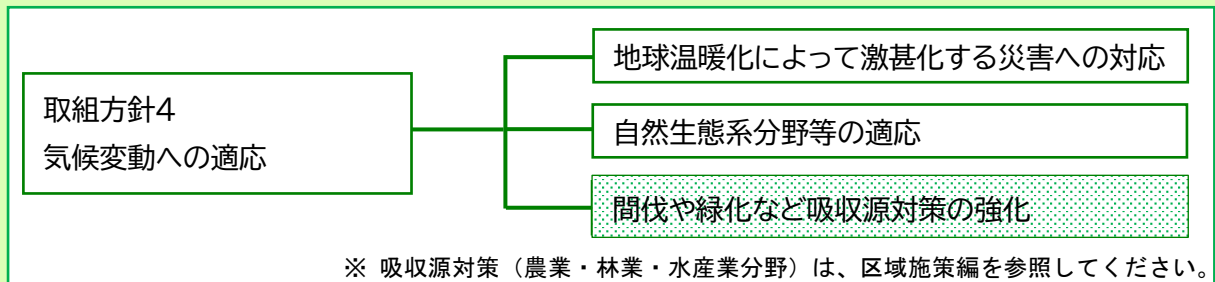 取組方針4
気候変動への適応
地球温暖化によって激甚化する災害への対応
自然生態系分野等の適応
間伐や緑化など吸収源対策の強化
※ 吸収源対策（農業・林業・水産業分野）は、区域施策編を参照してください。